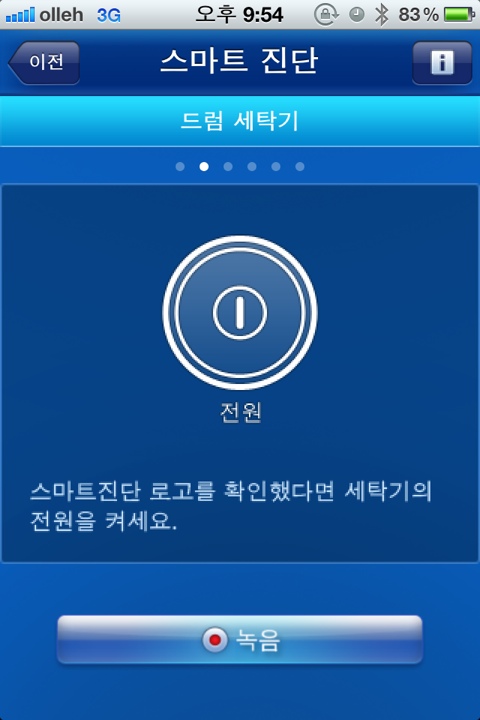 olleh 3G 오후 9:54 83%
이전 스마트 진단 i
드럼 세탁기
전원
스마트진단 로고를 확인했다면 세탁기의
전원을 켜세요.
녹음